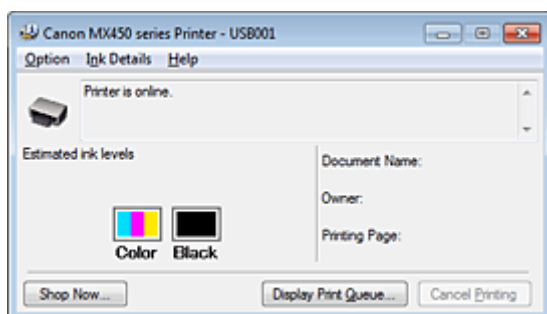 Canon MX450 series Printer - USB001
Option Ink Details Help
Printer is online.
Estimated ink levels
Document Name:
Owner:
Printing Page:
Color Black
Shop Now... Display Print Queue... Cancel Printing